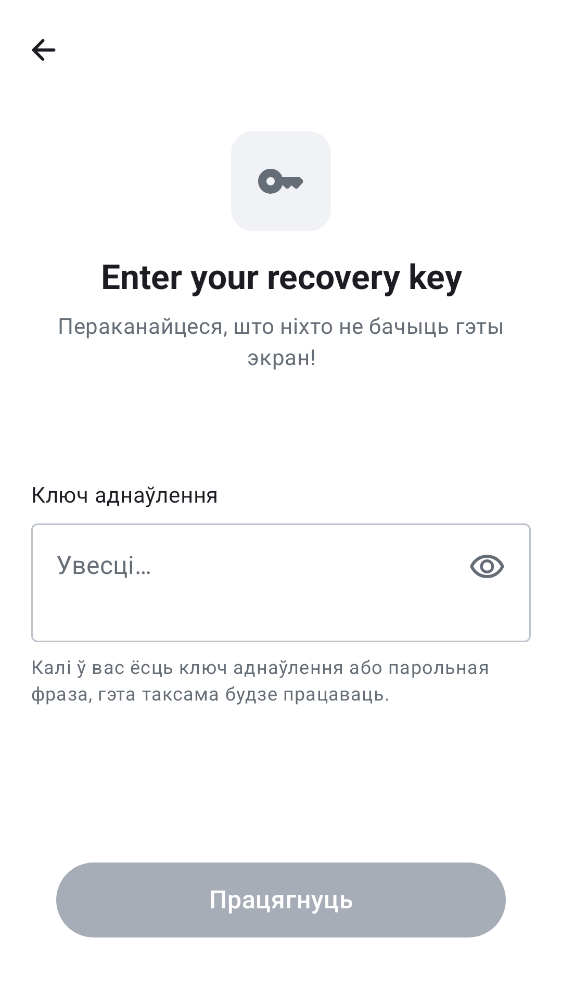 Enter your recovery key
Пераканайцеся, што ніхто не бачыць гэты
экран!
Ключ аднаўлення
Увесці…
Калі ў вас ёсць ключ аднаўлення або парольная
фраза, гэта таксама будзе працаваць.
Працягнуць